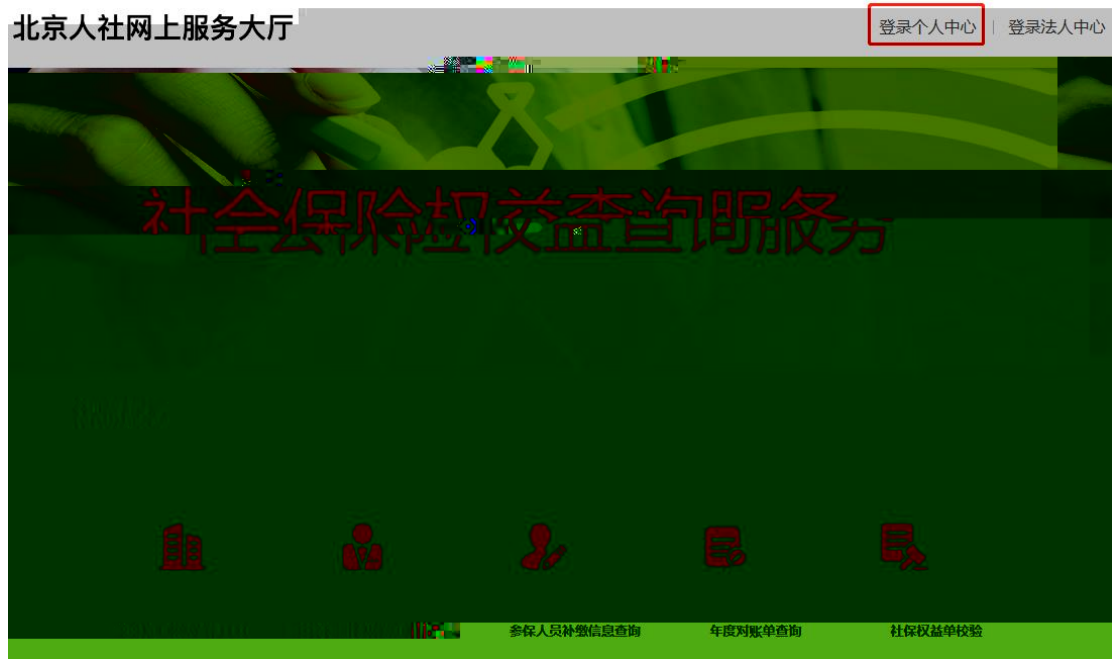 北京人社网上服务大厅
登录个人中心 | 登录法人中心
社会保险权益查询服务
参保人员补缴信息查询 年度对账单查询 社保权益单校验